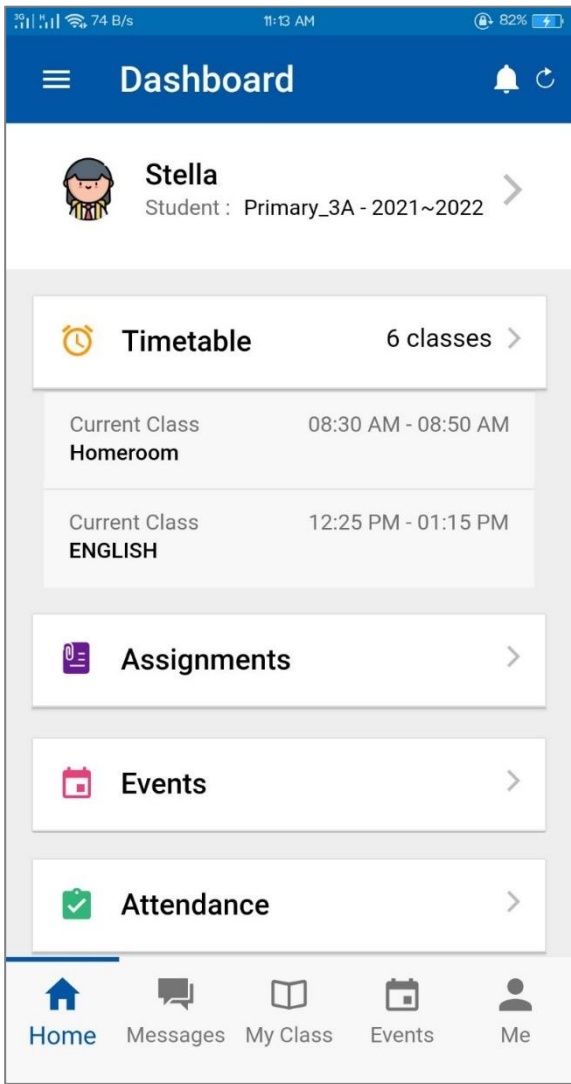 3G H 74 B/s 11:13 AM 82%
Dashboard
Stella
Student : Primary_3A - 2021~2022
Timetable 6 classes
Current Class 08:30 AM - 08:50 AM
Homeroom
Current Class 12:25 PM - 01:15 PM
ENGLISH
Assignments
Events
Attendance
Home Messages My Class Events Me